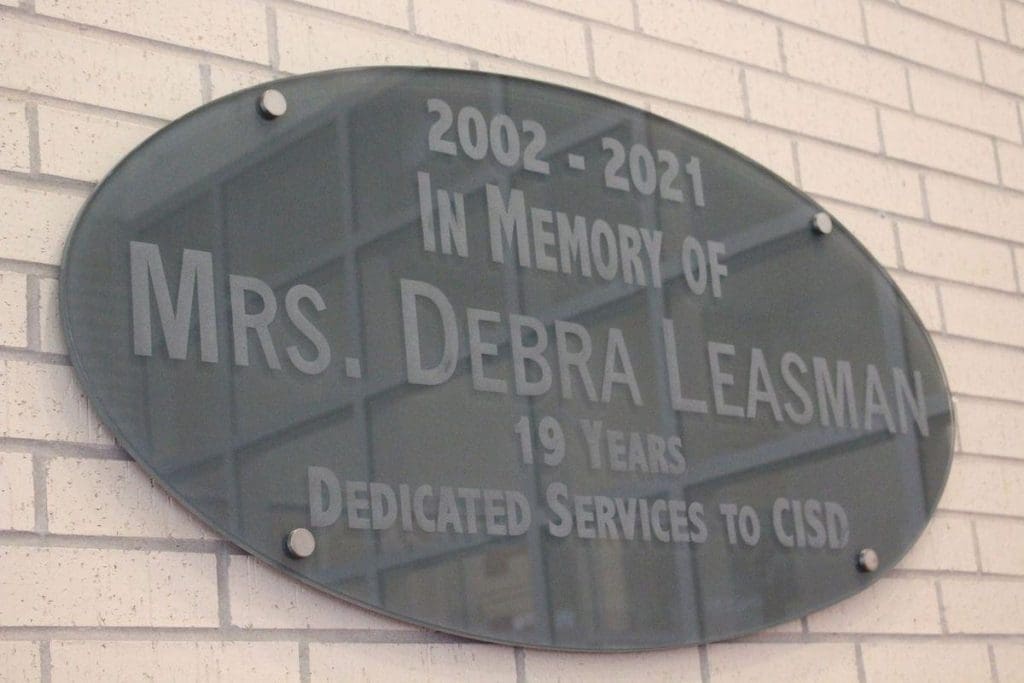 2002 - 2021
In Memory of
Mrs. Debra Leasman
19 Years
Dedicated Services to CISD